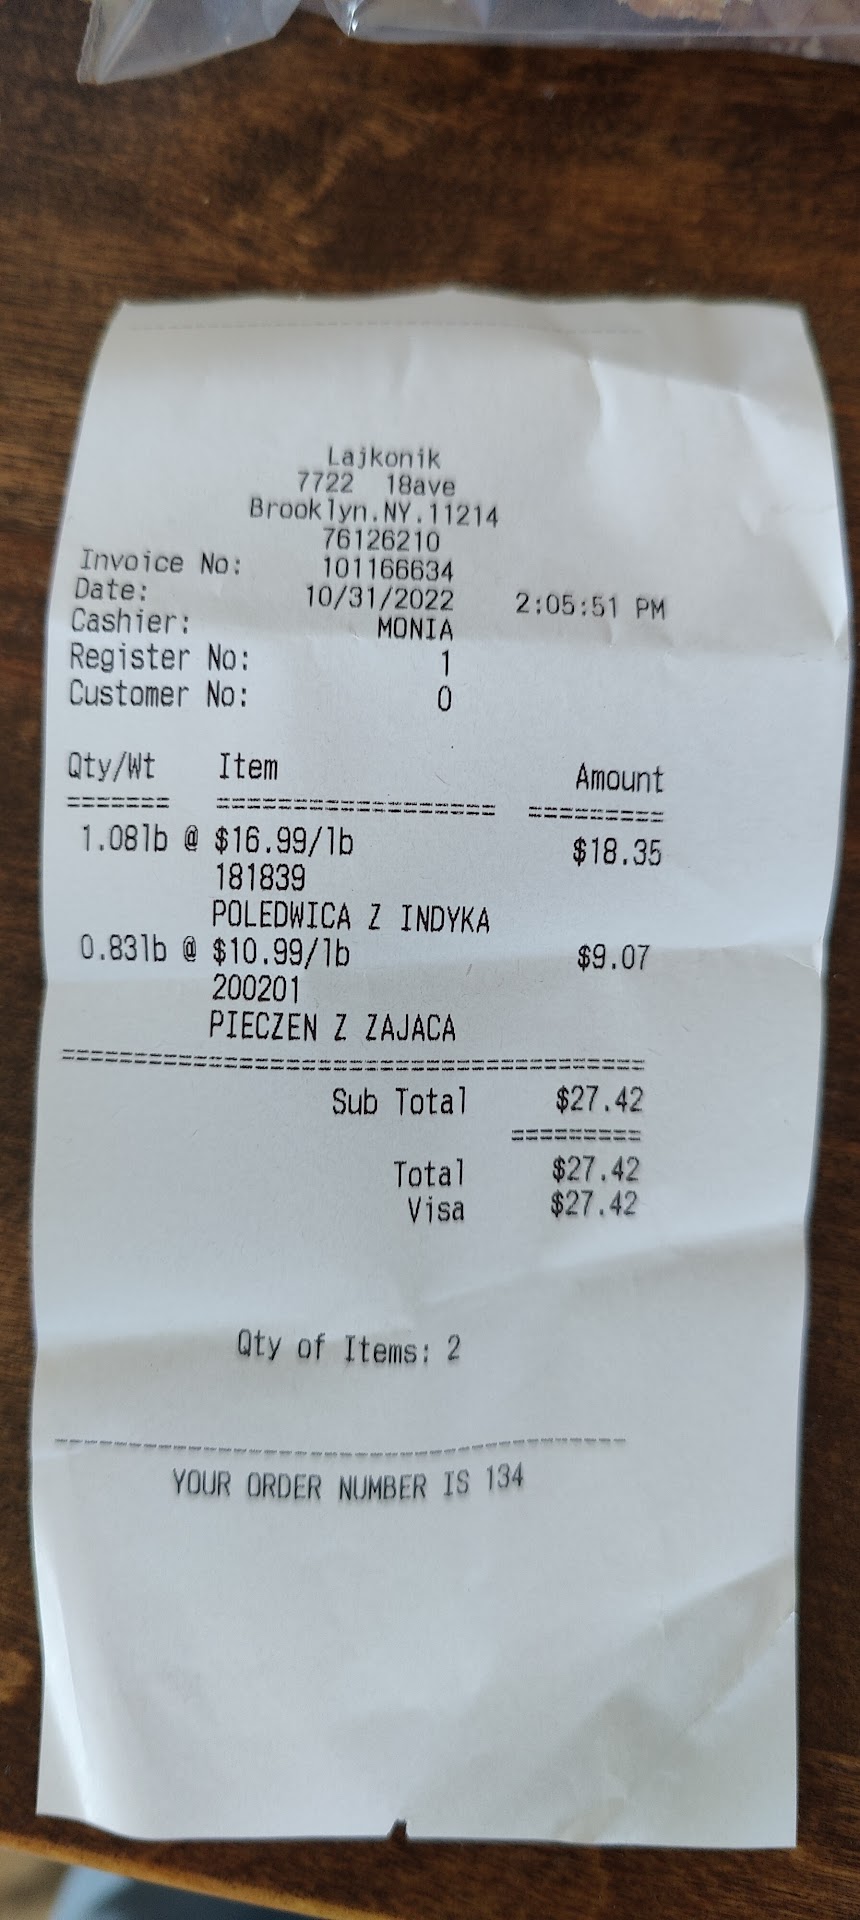 Lajkonik
7722 18ave
Brooklyn.NY.11214
76126210
Invoice No: 101166634
Date: 10/31/2022 2:05:51 PM
Cashier: MONIA
Register No: 1
Customer No: 0
Qty/Wt Item Amount
======= ================== =========
1.08lb @ $16.99/lb $18.35
181839
POLEDWICA Z INDYKA
0.83lb @ $10.99/lb $9.07
200201
PIECZEN Z ZAJACA
Sub Total $27.42
=========
Total $27.42
Visa $27.42
Qty of Items: 2
YOUR ORDER NUMBER IS 134